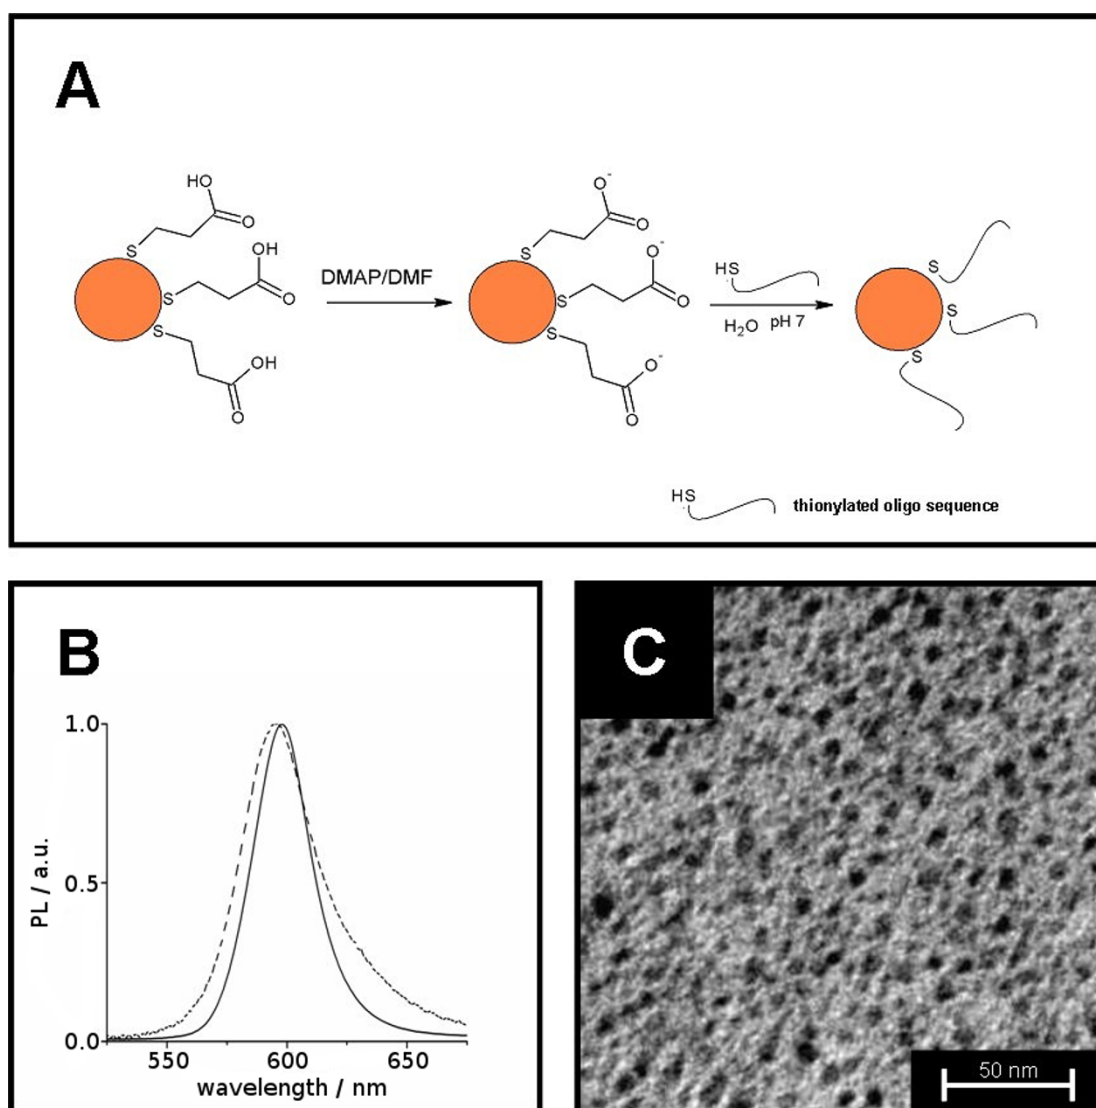 A
HO
O
S
OH
O
S
S
OH
O
DMAP/DMF
O-
O
S
O-
O
S
S
O-
O
HS
H2O pH 7
S
S
S
HS
thionylated oligo sequence
B
1.0
0.5
0.0
PL / a.u.
550 600 650
wavelength / nm
C
50 nm